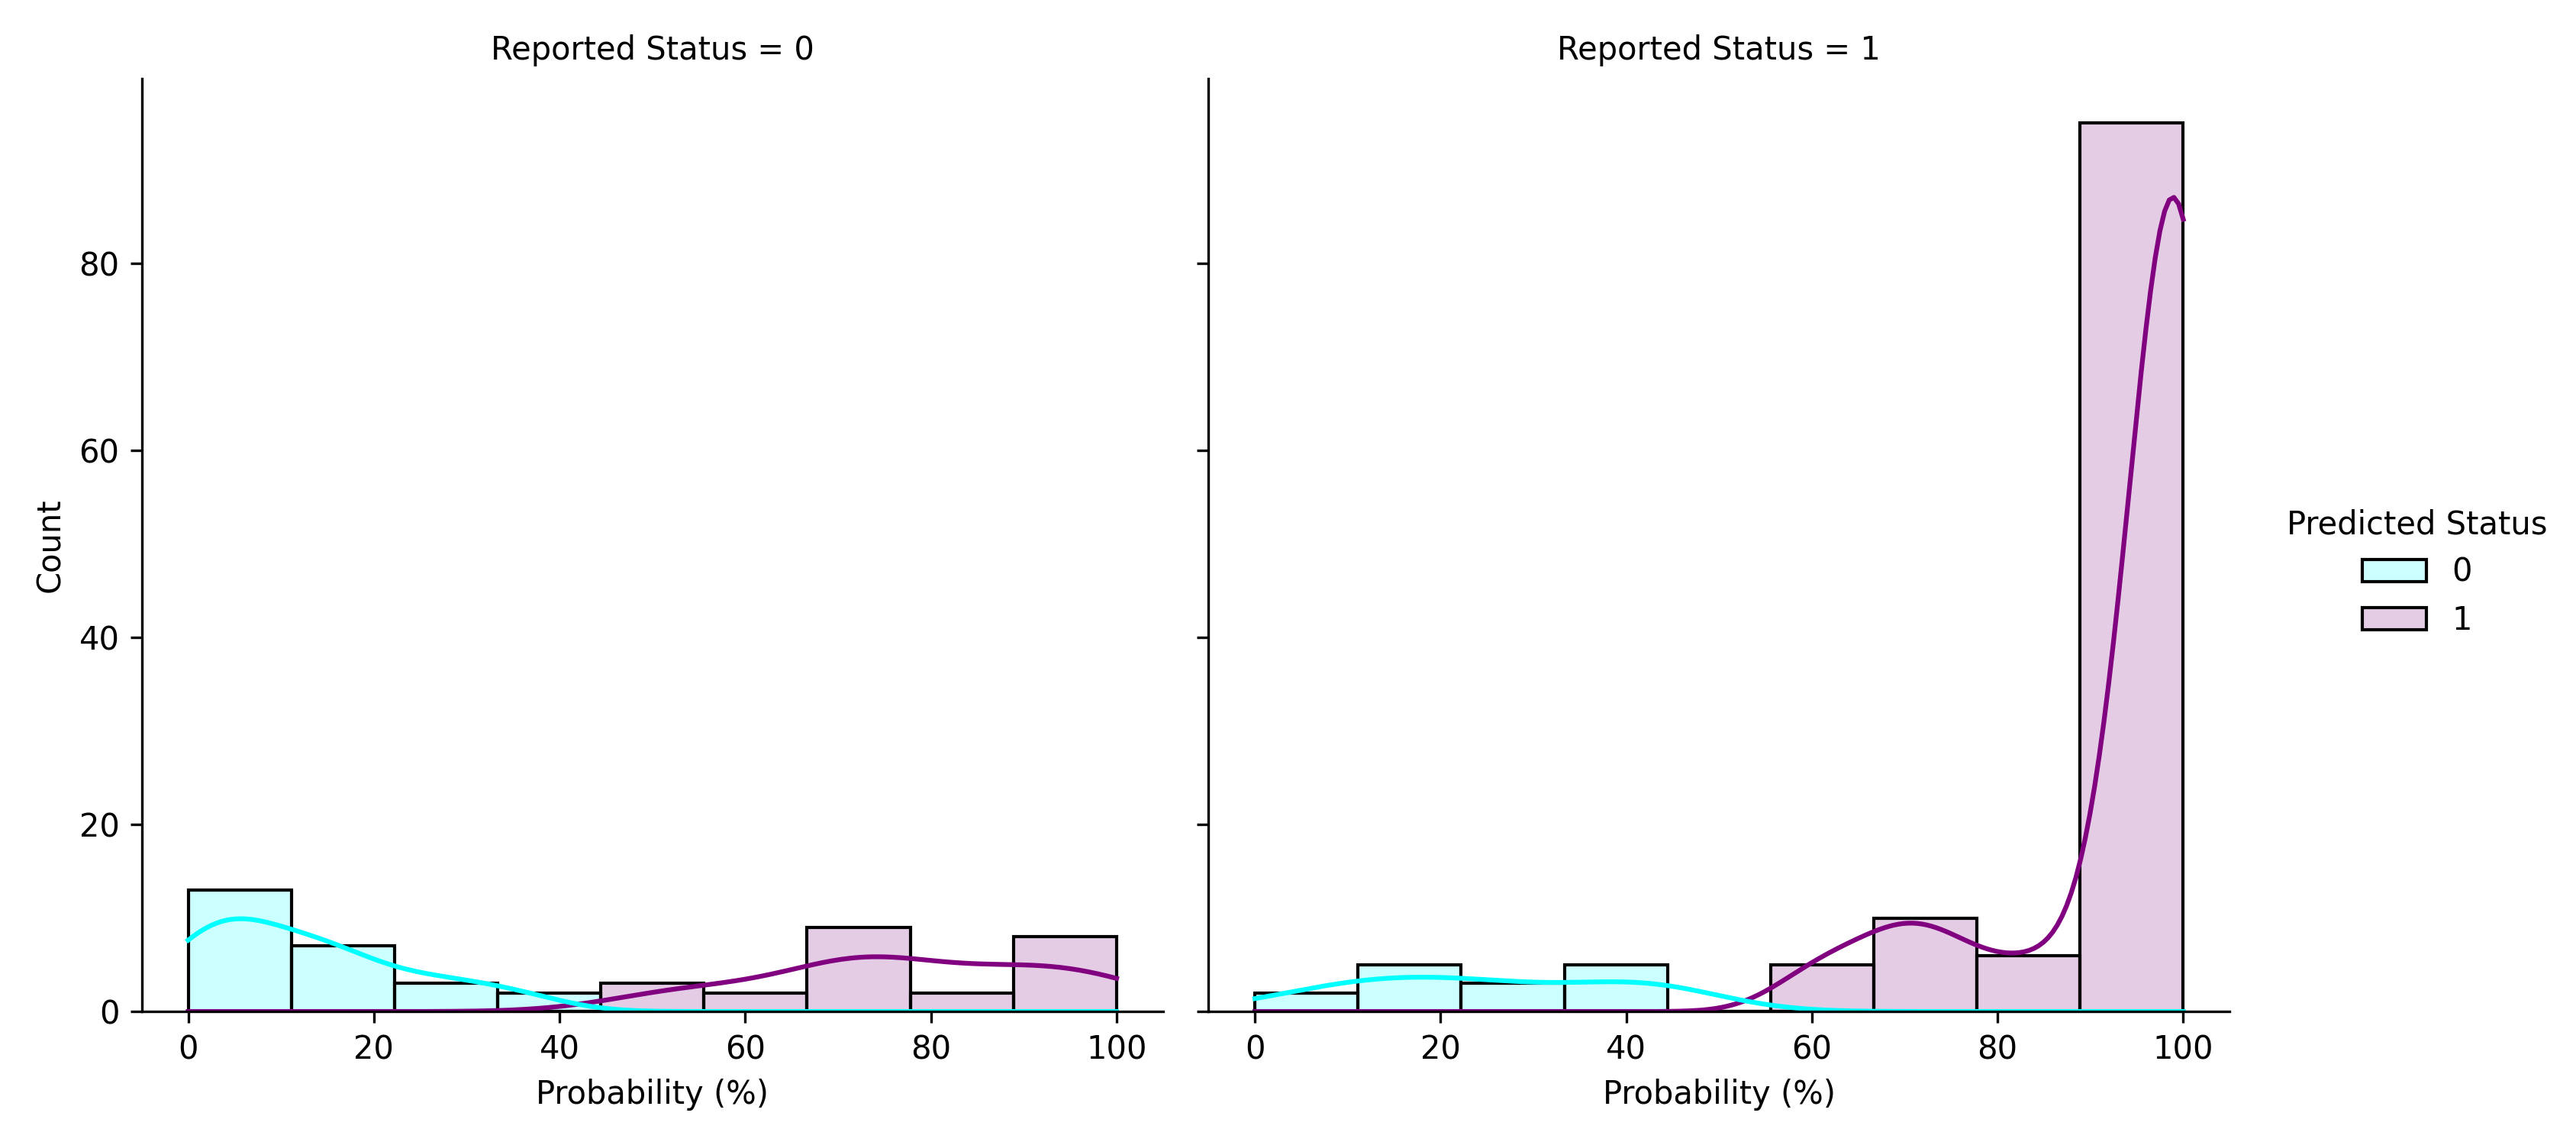 Reported Status = 0
Reported Status = 1
Count
80
60
40
20
0
0 20 40 60 80 100
0 20 40 60 80 100
Probability (%)
Probability (%)
Predicted Status
0
1